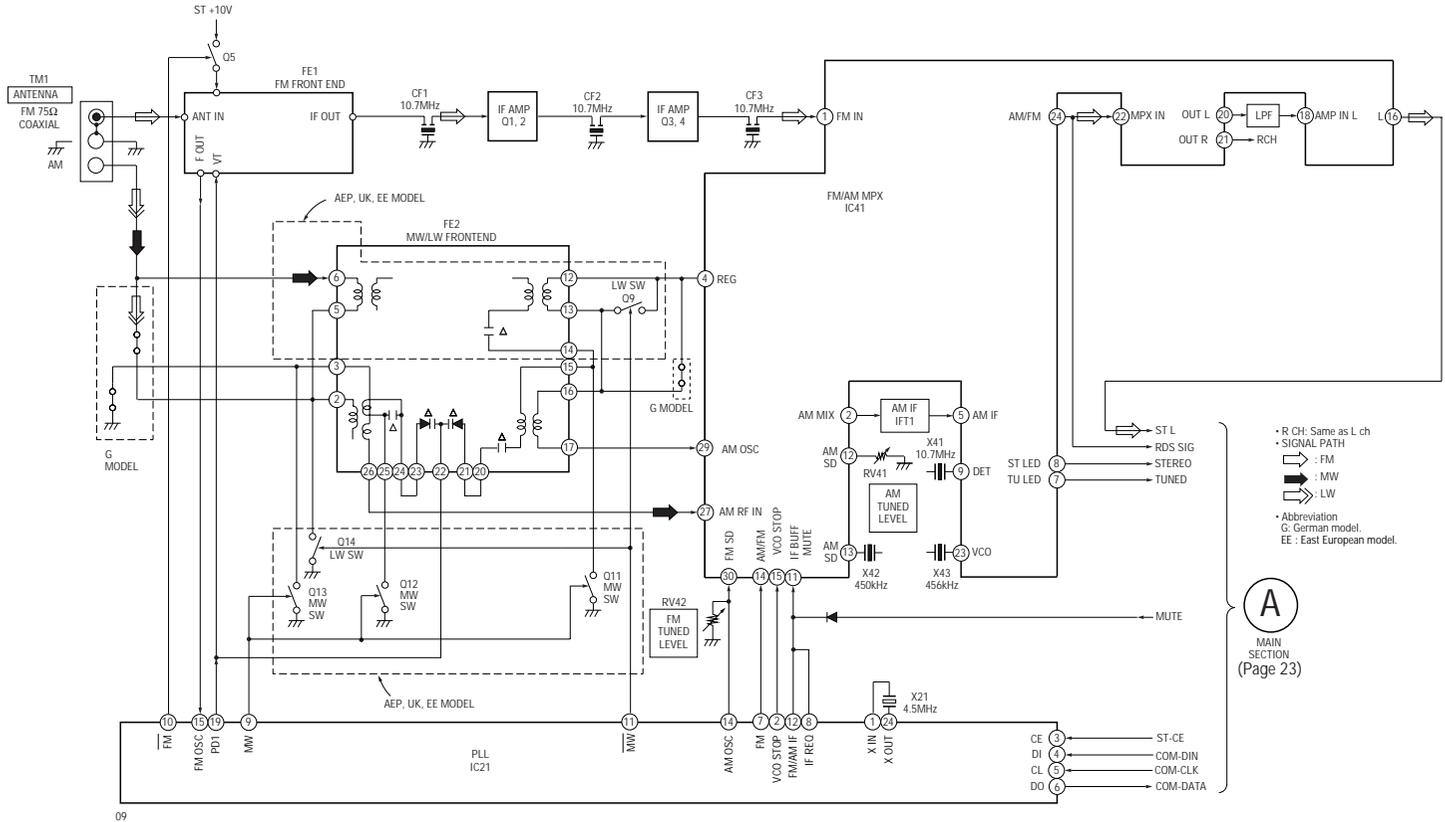 ST +10V
Q5
TM1
ANTENNA
FM 75Ω
COAXIAL
AM
FE1
FM FRONT END
ANT IN
IF OUT
F OUT
VT
CF1
10.7MHz
IF AMP
Q1, 2
CF2
10.7MHz
IF AMP
Q3, 4
CF3
10.7MHz
1
FM IN
AM/FM
24
22
MPX IN
OUT L
20
LPF
18
AMP IN L
L
16
OUT R
21
RCH
FM/AM MPX
IC41
AEP, UK, EE MODEL
FE2
MW/LW FRONTEND
6
5
3
2
12
13
14
15
16
17
LW SW
Q9
4
REG
G MODEL
G
MODEL
26
25
24
23
22
21
20
29
AM OSC
27
AM RF IN
AM MIX
2
AM IF
IFT1
5
AM IF
AM
SD
12
RV41
X41
10.7MHz
9
DET
AM
TUNED
LEVEL
AM
SD
13
X42
450kHz
X43
456kHz
23
VCO
ST LED
8
TU LED
7
ST L
RDS SIG
STEREO
TUNED
• R CH: Same as L ch
• SIGNAL PATH
: FM
: MW
: LW
• Abbreviation
G: German model.
EE : East European model.
Q14
LW SW
Q13
MW
SW
Q12
MW
SW
Q11
MW
SW
AEP, UK, EE MODEL
FM SD
AM/FM
VCO STOP
IF BUFF
MUTE
30
14
15
11
RV42
FM
TUNED
LEVEL
MUTE
A
MAIN
SECTION
(Page 23)
X21
4.5MHz
10
15
19
9
11
14
7
2
12
8
1
24
FM
FM OSC
PD1
MW
MW
AM OSC
FM
VCO STOP
FM/AM IF
IF REQ
X IN
X OUT
PLL
IC21
CE
3
ST-CE
DI
4
COM-DIN
CL
5
COM-CLK
DO
6
COM-DATA
09